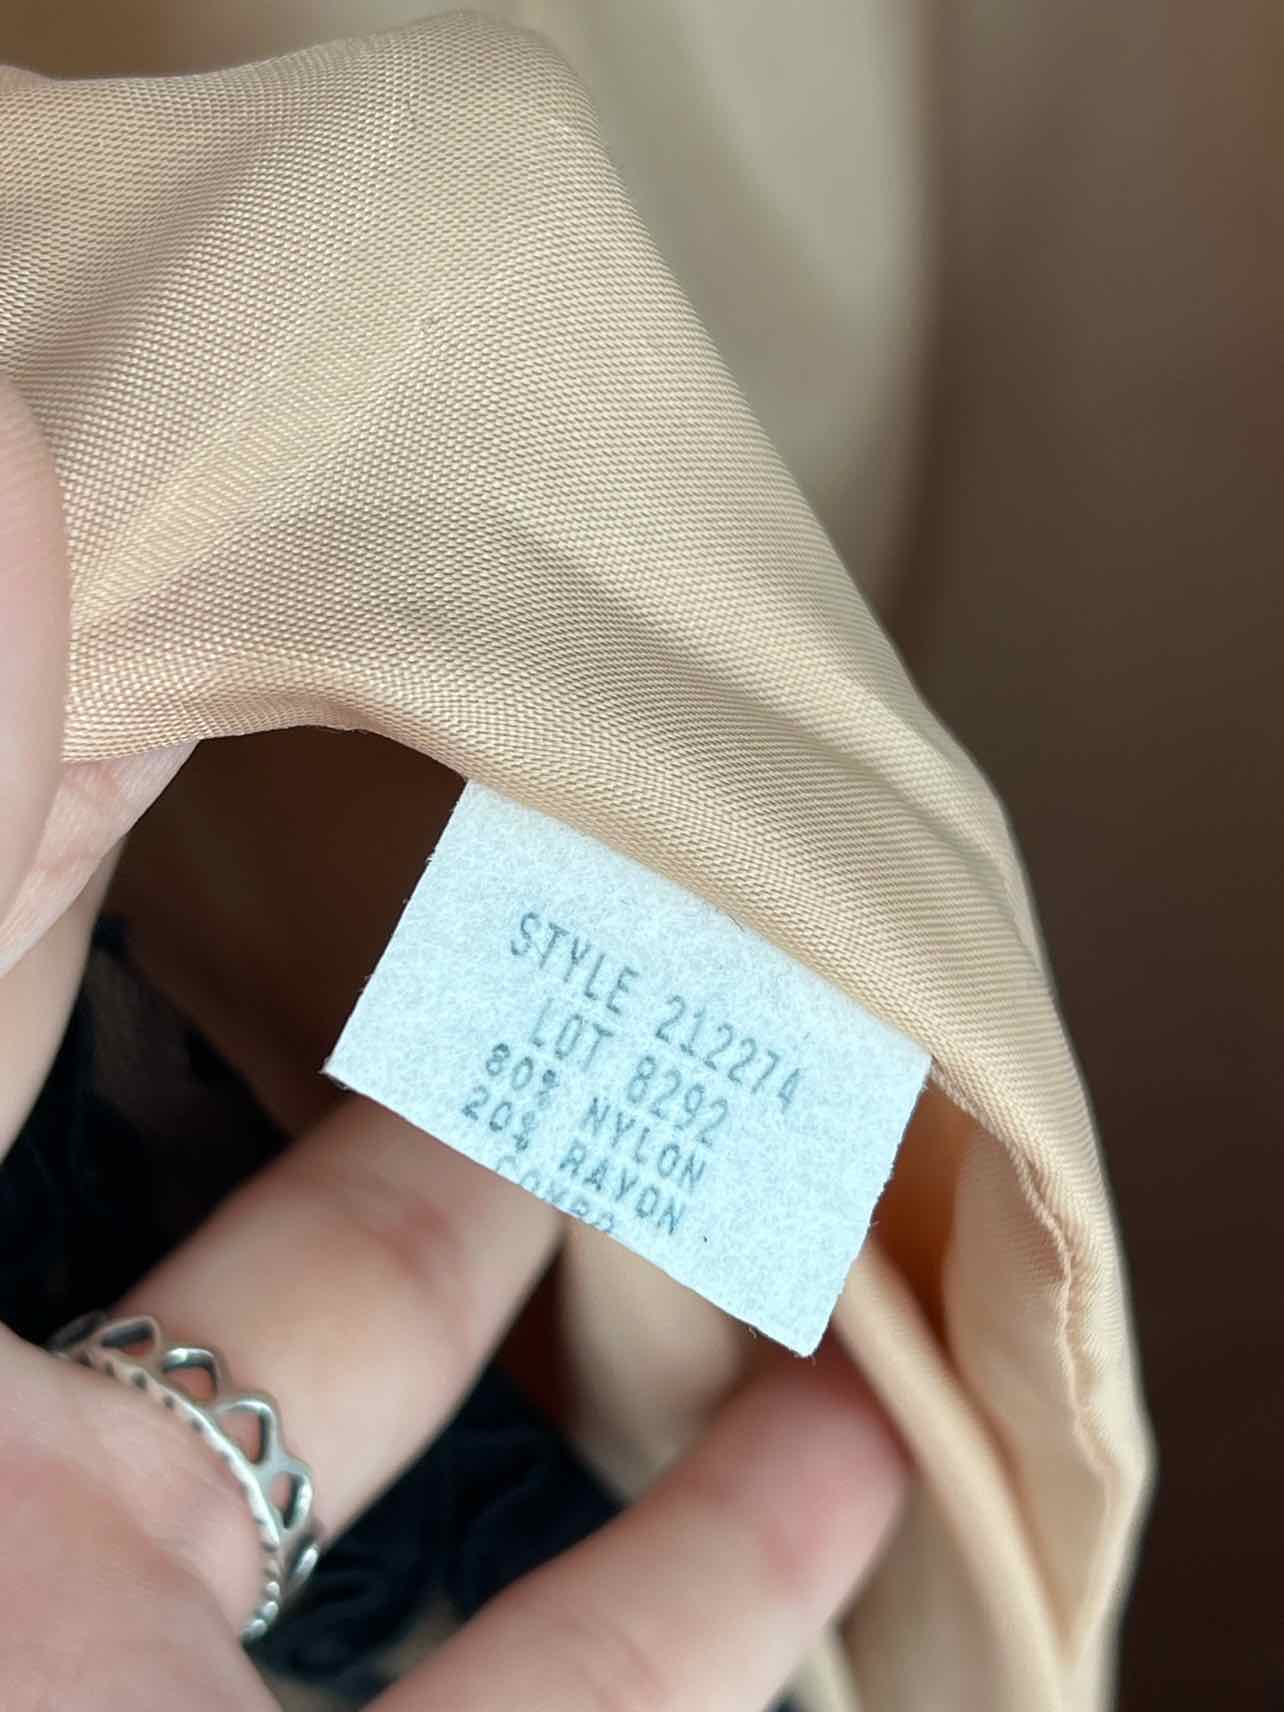 STYLE 212274
LOT 8292
80% NYLON
20% RAYON